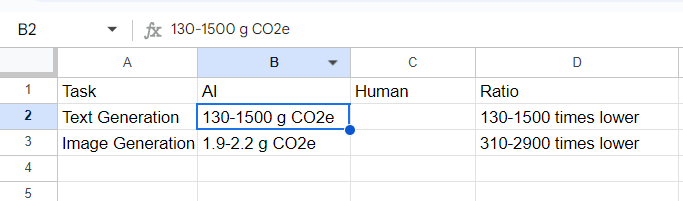 B2 fx 130-1500 g CO2e
A B C D
1 Task AI Human Ratio
2 Text Generation 130-1500 g CO2e 130-1500 times lower
3 Image Generation 1.9-2.2 g CO2e 310-2900 times lower
4
5